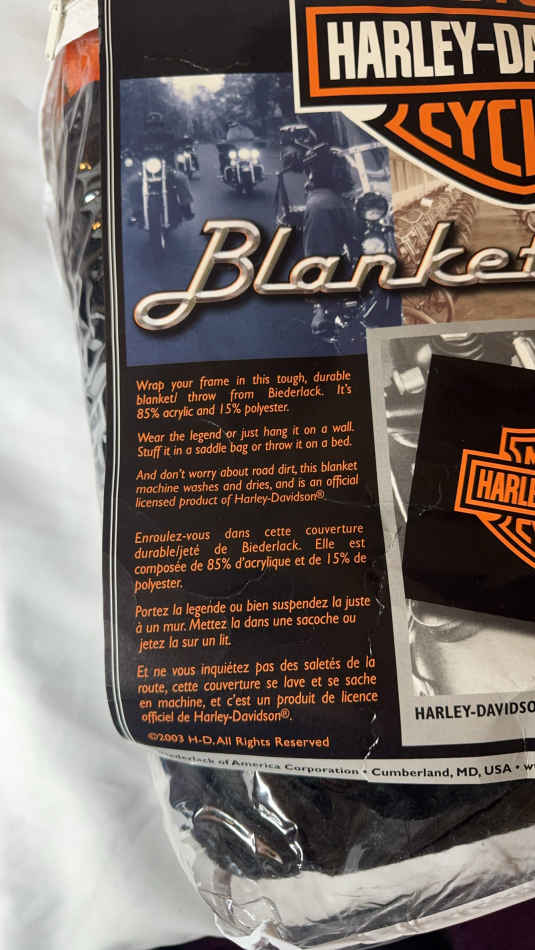 HARLEY-DA
CYCL
Blanket
Wrap your frame in this tough, durable
blanket/ throw from Biederlack. It's
85% acrylic and 15% polyester.
Wear the legend or just hang it on a wall.
Stuff it in a saddle bag or throw it on a bed.
And don't worry about road dirt, this blanket
machine washes and dries, and is an official
licensed product of Harley-Davidson®.
Enroulez-vous dans cette couverture
durable/jeté de Biederlack. Elle est
composée de 85% d'acrylique et de 15% de
polyester.
Portez la legende ou bien suspendez la juste
à un mur. Mettez la dans une sacoche ou
jetez la sur un lit.
Et ne vous inquiétez pas des saletés de la
route, cette couverture se lave et se sache
en machine, et c'est un produit de licence
officiel de Harley-Davidson®.
©2003 H-D. All Rights Reserved
HARLE
HARLEY-DAVIDSO
Biederlack of America Corporation • Cumberland, MD, USA • w